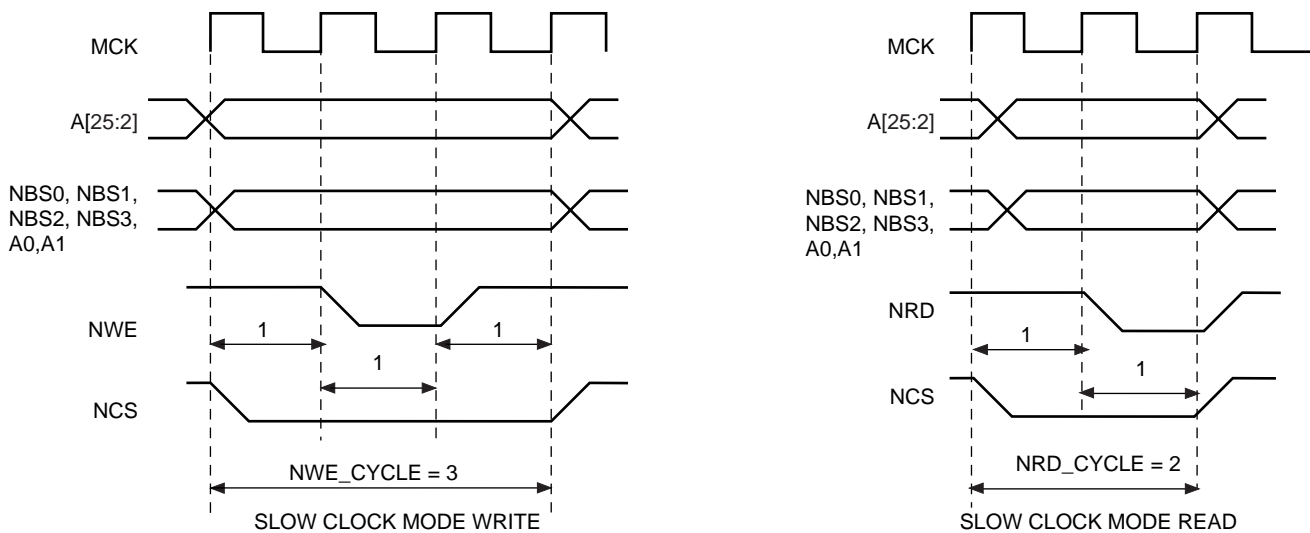 MCK
A[25:2]
NBS0, NBS1,
NBS2, NBS3,
A0,A1
NWE
1
1
1
NCS
NWE_CYCLE = 3
SLOW CLOCK MODE WRITE
MCK
A[25:2]
NBS0, NBS1,
NBS2, NBS3,
A0,A1
NRD
1
1
NCS
NRD_CYCLE = 2
SLOW CLOCK MODE READ